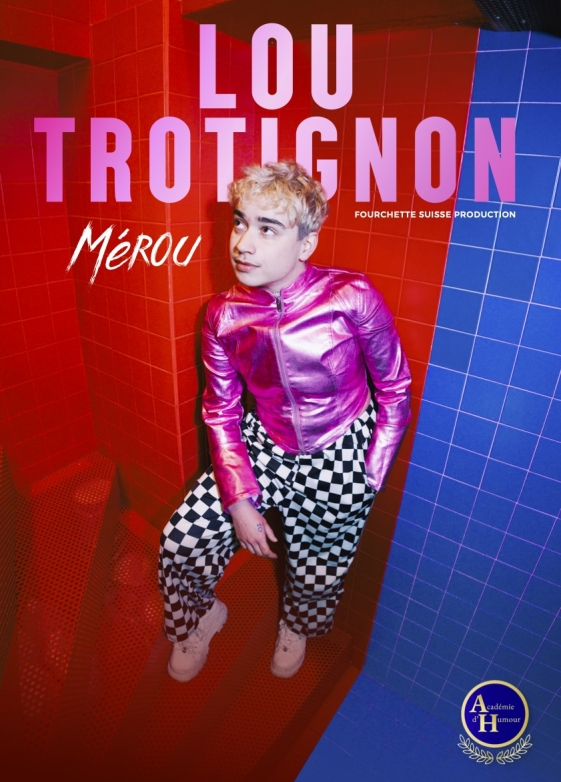 LOU
TROTIGNON
FOURCHETTE SUISSE PRODUCTION
MéROU
Académie
d'Humour